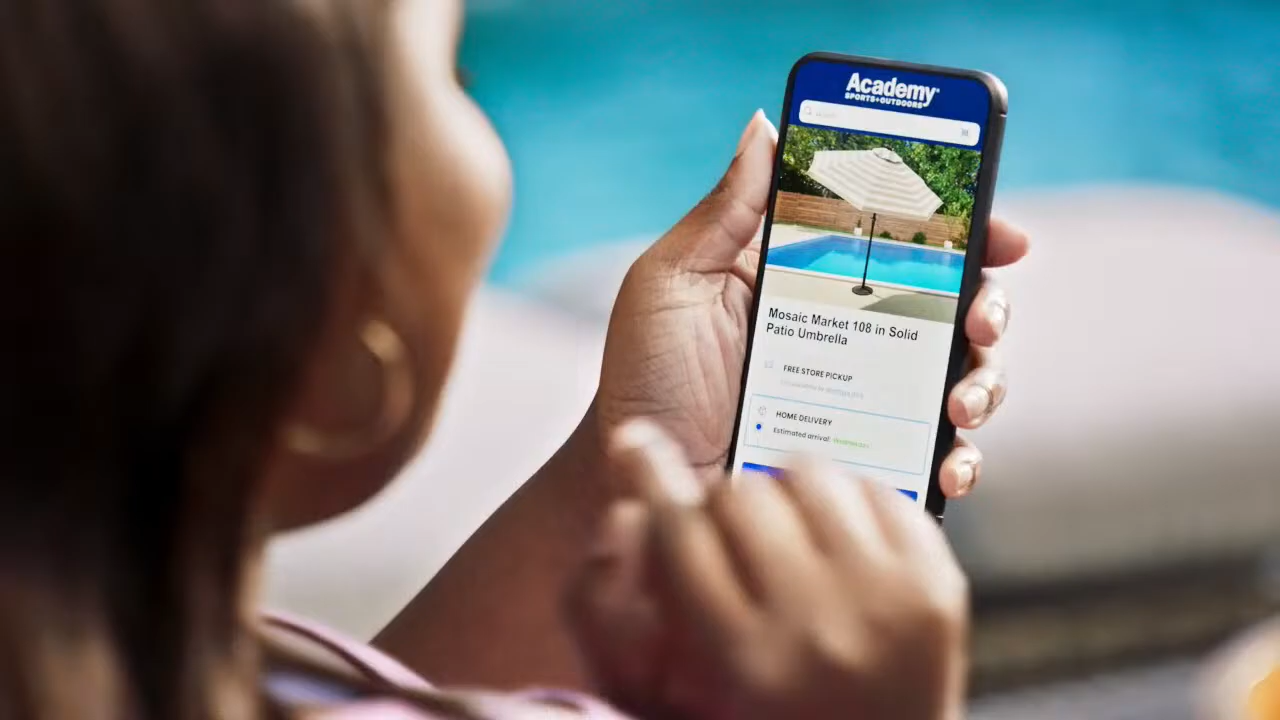 Academy
SPORTS+OUTDOORS
Mosaic Market 108 in Solid
Patio Umbrella
FREE STORE PICKUP
HOME DELIVERY
Estimated arrival: